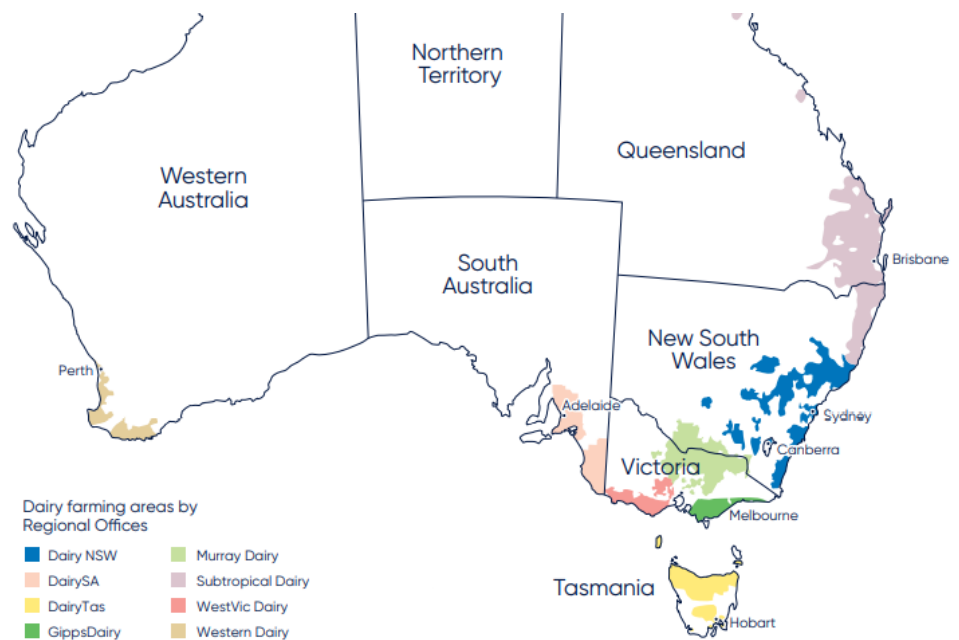 Northern
Territory
Queensland
Western
Australia
South
Australia
Brisbane
New South
Wales
Perth
Adelaide
Sydney
Canberra
Victoria
Melbourne
Tasmania
Hobart
Dairy farming areas by
Regional Offices
Dairy NSW
DairySA
DairyTas
GippsDairy
Murray Dairy
Subtropical Dairy
WestVic Dairy
Western Dairy